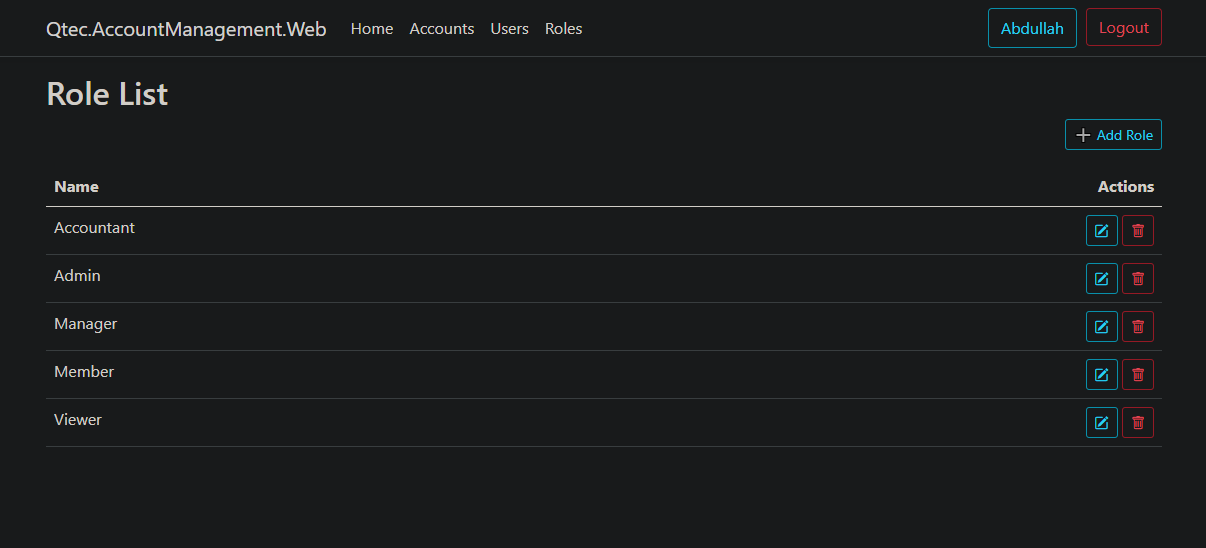 Qtec.AccountManagement.Web Home Accounts Users Roles Abdullah Logout
Role List
Add Role
Name Actions
Accountant
Admin
Manager
Member
Viewer